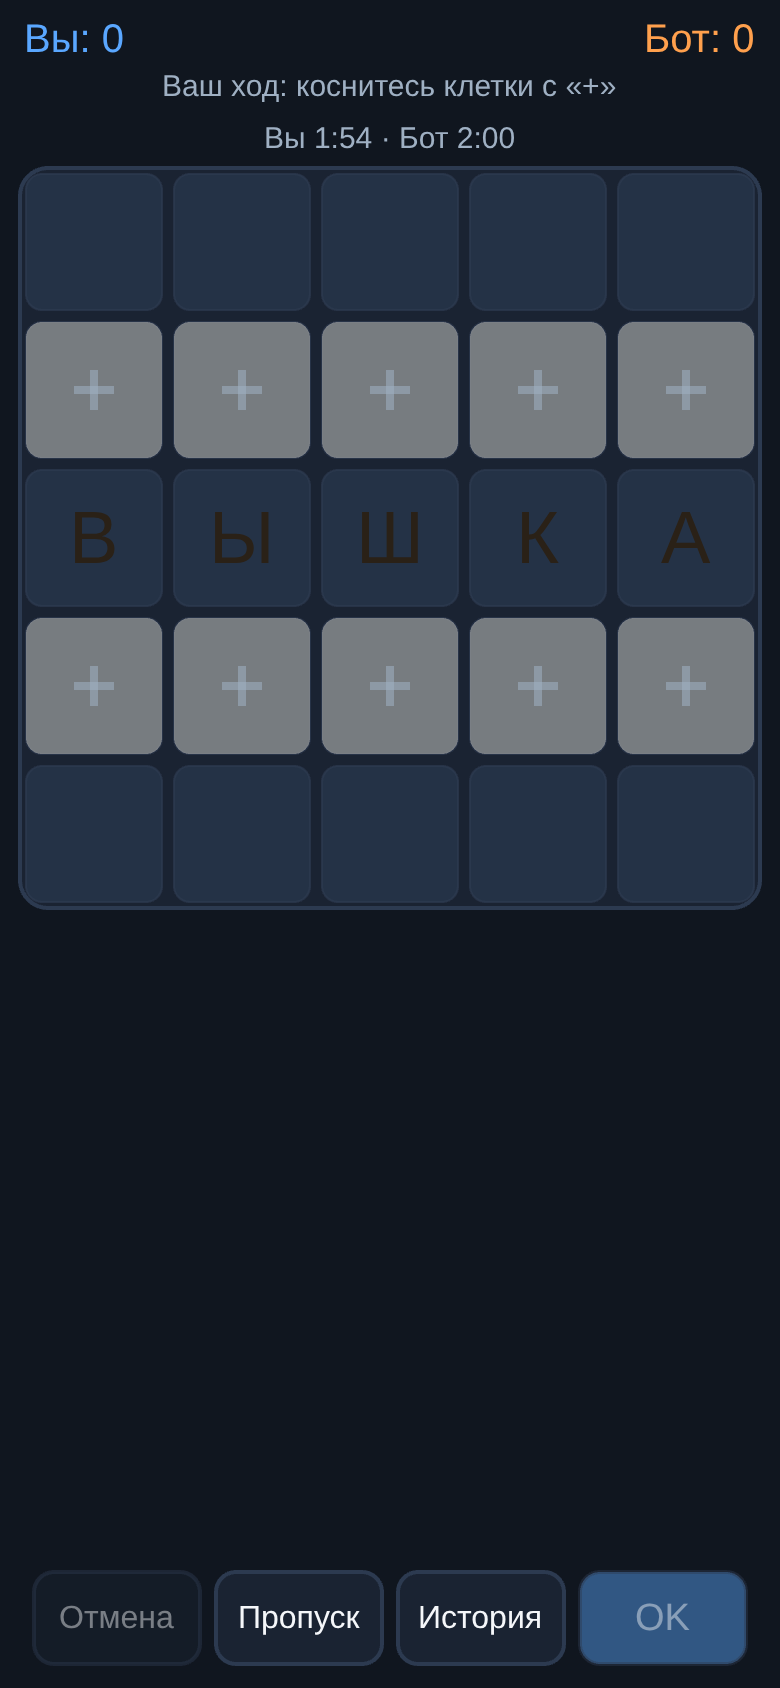 Вы: 0 Бот: 0
Ваш ход: коснитесь клетки с «+»
Вы 1:54 · Бот 2:00
+ + + + +
В Ы Ш К А
+ + + + +
Отмена Пропуск История OK